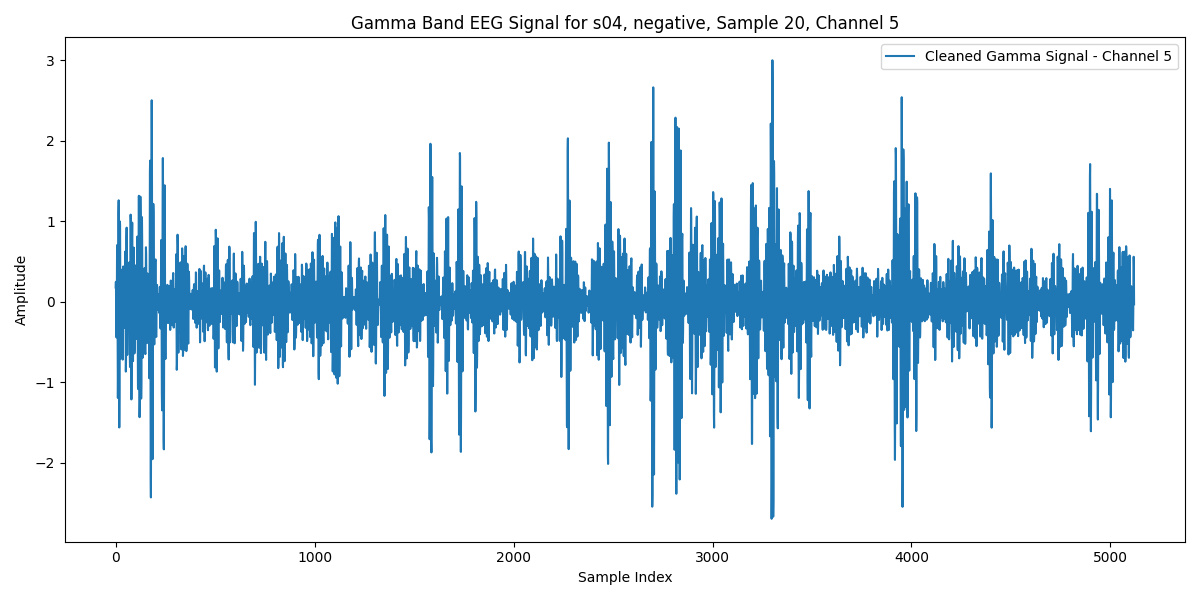 Gamma Band EEG Signal for s04, negative, Sample 20, Channel 5
Cleaned Gamma Signal - Channel 5
3
2
1
0
−1
−2
Amplitude
0 1000 2000 3000 4000 5000
Sample Index